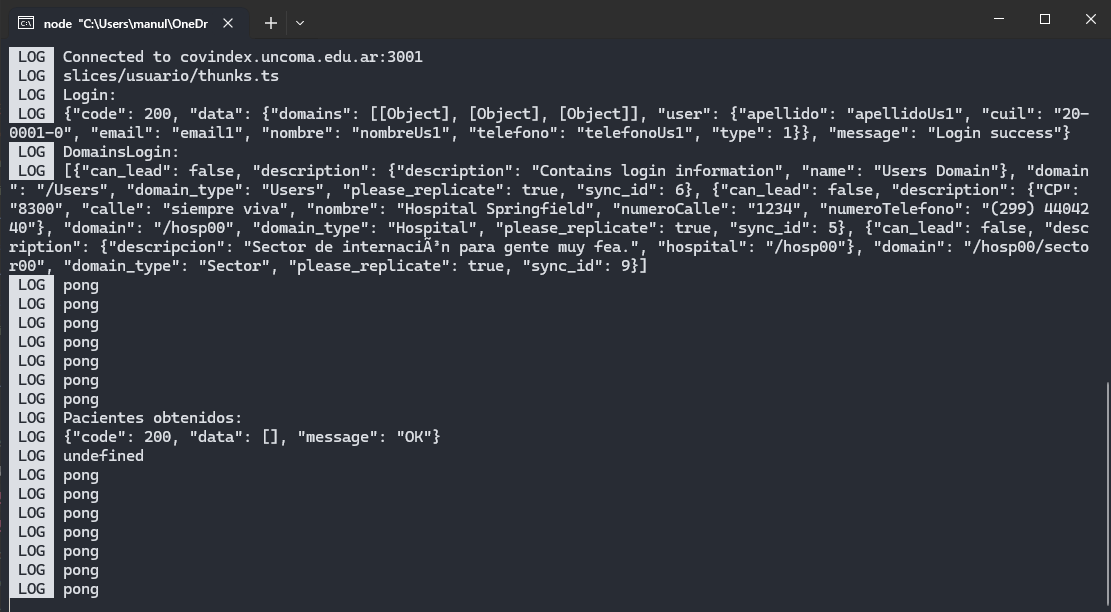 node "C:\Users\manul\OneDr
LOG Connected to covindex.uncoma.edu.ar:3001
LOG slices/usuario/thunks.ts
LOG Login:
LOG {"code": 200, "data": {"domains": [[Object], [Object], [Object]], "user": {"apellido": "apellidoUs1", "cuil": "20-
0001-0", "email": "email1", "nombre": "nombreUs1", "telefono": "telefonoUs1", "type": 1}}, "message": "Login success"}
LOG DomainsLogin:
LOG [{"can_lead": false, "description": {"description": "Contains login information", "name": "Users Domain"}, "domain
": "/Users", "domain_type": "Users", "please_replicate": true, "sync_id": 6}, {"can_lead": false, "description": {"CP":
"8300", "calle": "siempre viva", "nombre": "Hospital Springfield", "numeroCalle": "1234", "numeroTelefono": "(299) 44042
40"}, "domain": "/hosp00", "domain_type": "Hospital", "please_replicate": true, "sync_id": 5}, {"can_lead": false, "desc
ription": {"descripcion": "Sector de internaciÃ³n para gente muy fea.", "hospital": "/hosp00"}, "domain": "/hosp00/secto
r00", "domain_type": "Sector", "please_replicate": true, "sync_id": 9}]
LOG pong
LOG pong
LOG pong
LOG pong
LOG pong
LOG pong
LOG pong
LOG Pacientes obtenidos:
LOG {"code": 200, "data": [], "message": "OK"}
LOG undefined
LOG pong
LOG pong
LOG pong
LOG pong
LOG pong
LOG pong
LOG pong